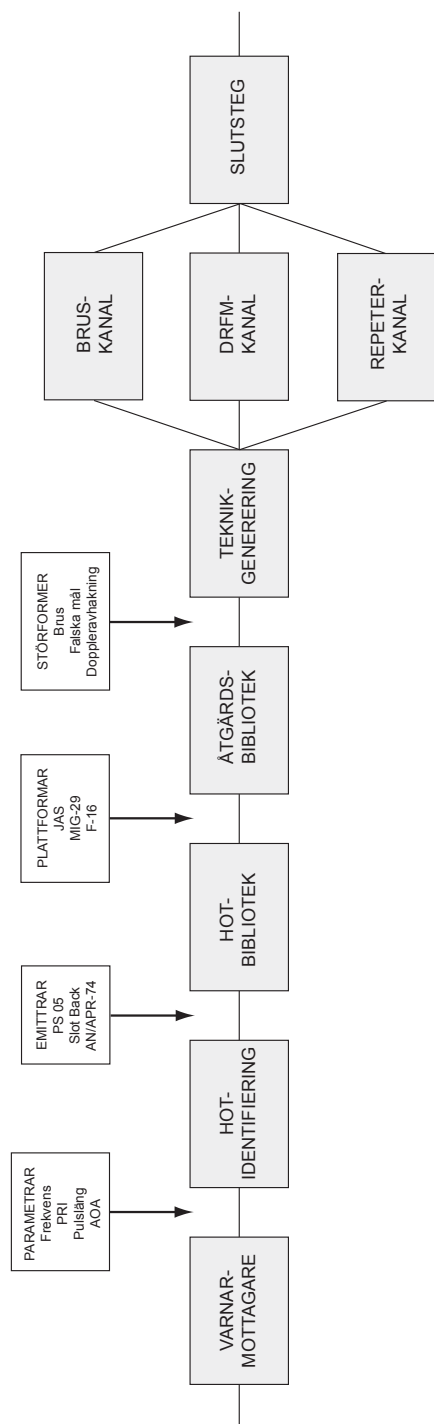 PARAMETRAR
Frekvens
PRI
Pulsläng
AOA
EMITTRAR
PS 05
Slot Back
AN/APR-74
PLATTFORMAR
JAS
MIG-29
F-16
STÖRFORMER
Brus
Falska mål
Doppleravhakning
VARNAR-
MOTTAGARE
HOT-
IDENTIFIERING
HOT-
BIBLIOTEK
ÅTGÄRDS-
BIBLIOTEK
TEKNIK-
GENERERING
BRUS-
KANAL
DRFM-
KANAL
REPETER-
KANAL
SLUTSTEG